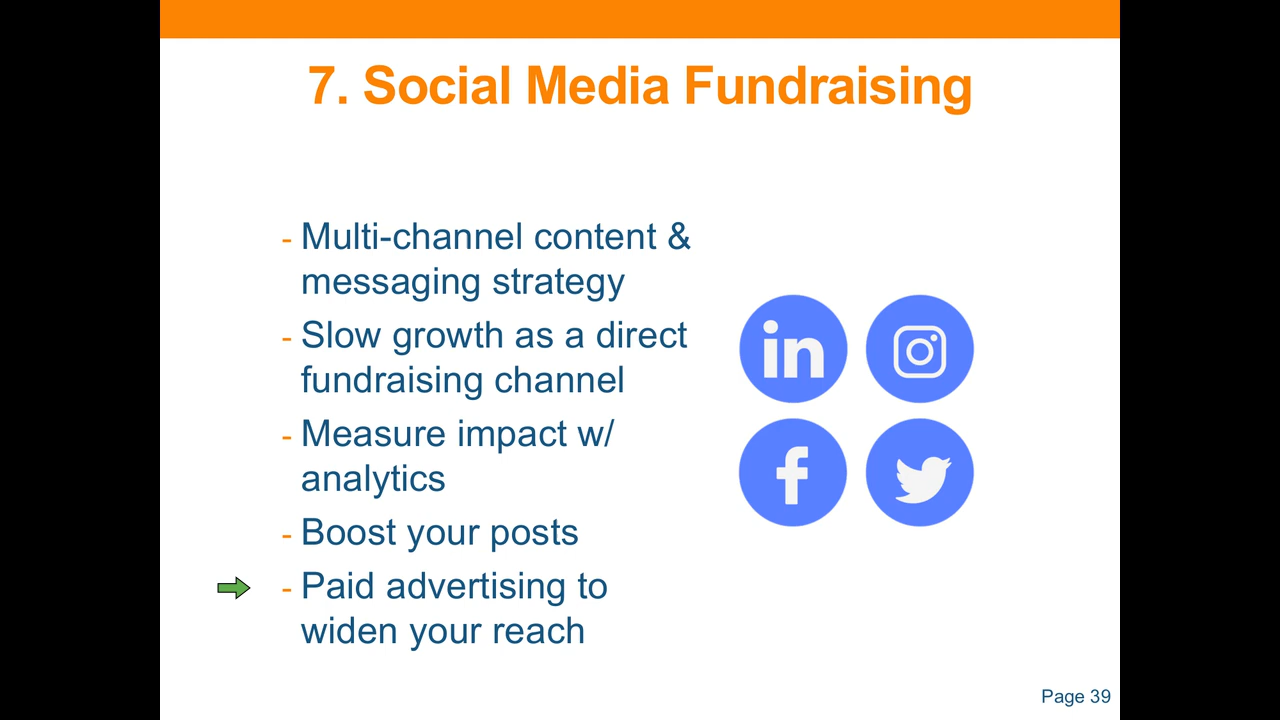 7. Social Media Fundraising
- Multi-channel content &
messaging strategy
- Slow growth as a direct
fundraising channel
- Measure impact w/
analytics
- Boost your posts
- Paid advertising to
widen your reach
in
f
Page 39